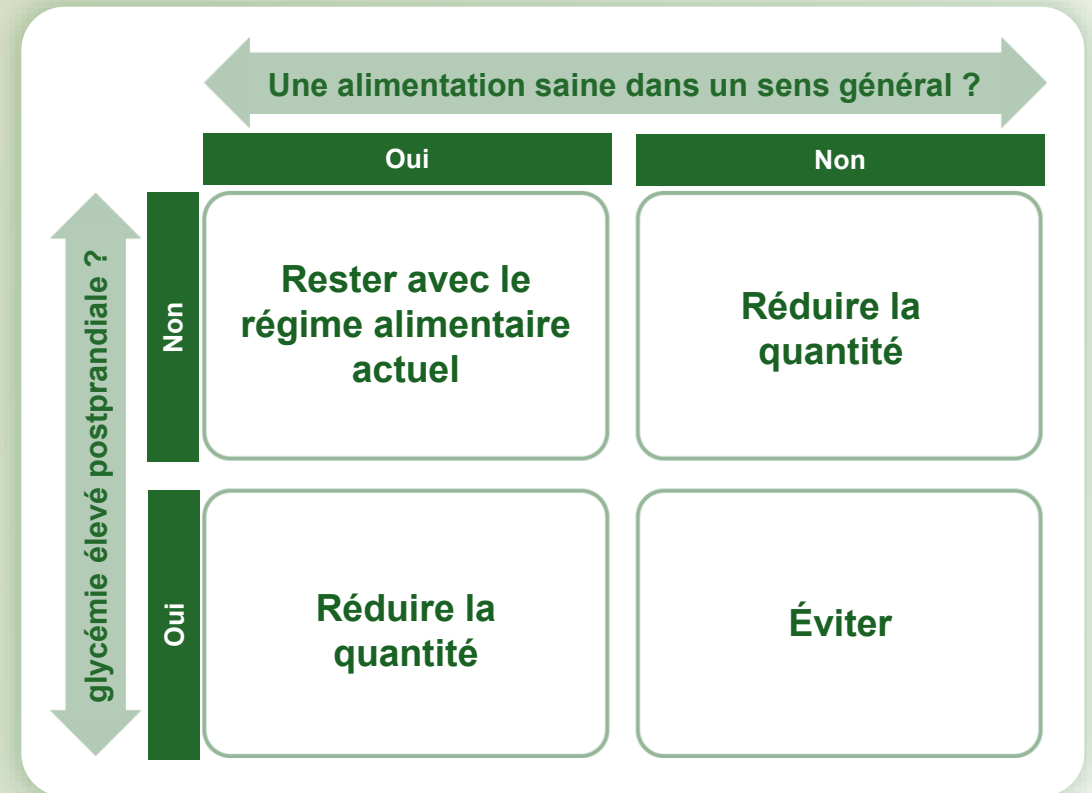 Une alimentation saine dans un sens général ?
Oui
Non
glycémie élevé postprandiale ?
Non
Rester avec le
régime alimentaire
actuel
Réduire la
quantité
Oui
Réduire la
quantité
Éviter